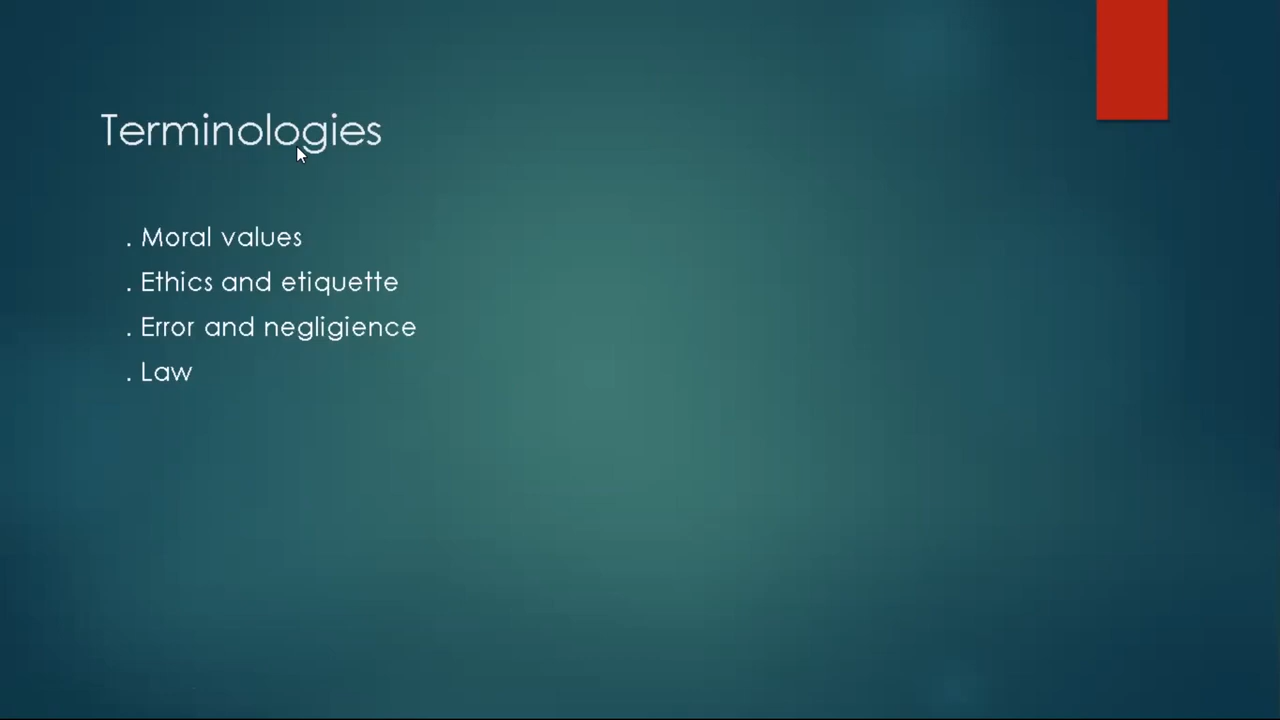 Terminologies
. Moral values
. Ethics and etiquette
. Error and negligience
. Law